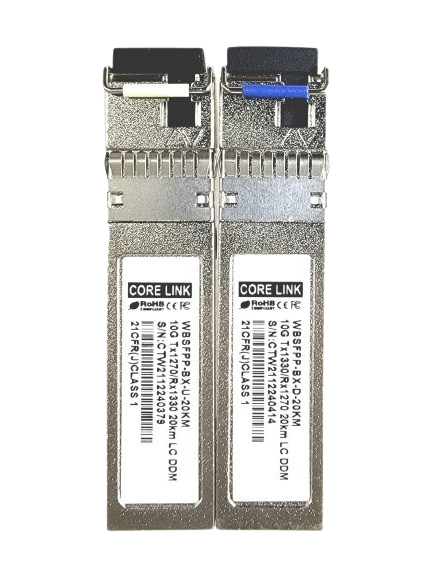 CORE LINK
RoHS
COMPLIANT
CE FC
WBSFPP-BX-U-20KM
10G Tx1270/Rx1330 20km LC DDM
S/N:CTW2112240379
21CFR(J)CLASS 1
CORE LINK
RoHS
COMPLIANT
CE FC
WBSFPP-BX-D-20KM
10G Tx1330/Rx1270 20km LC DDM
S/N:CTW2112240414
21CFR(J)CLASS 1